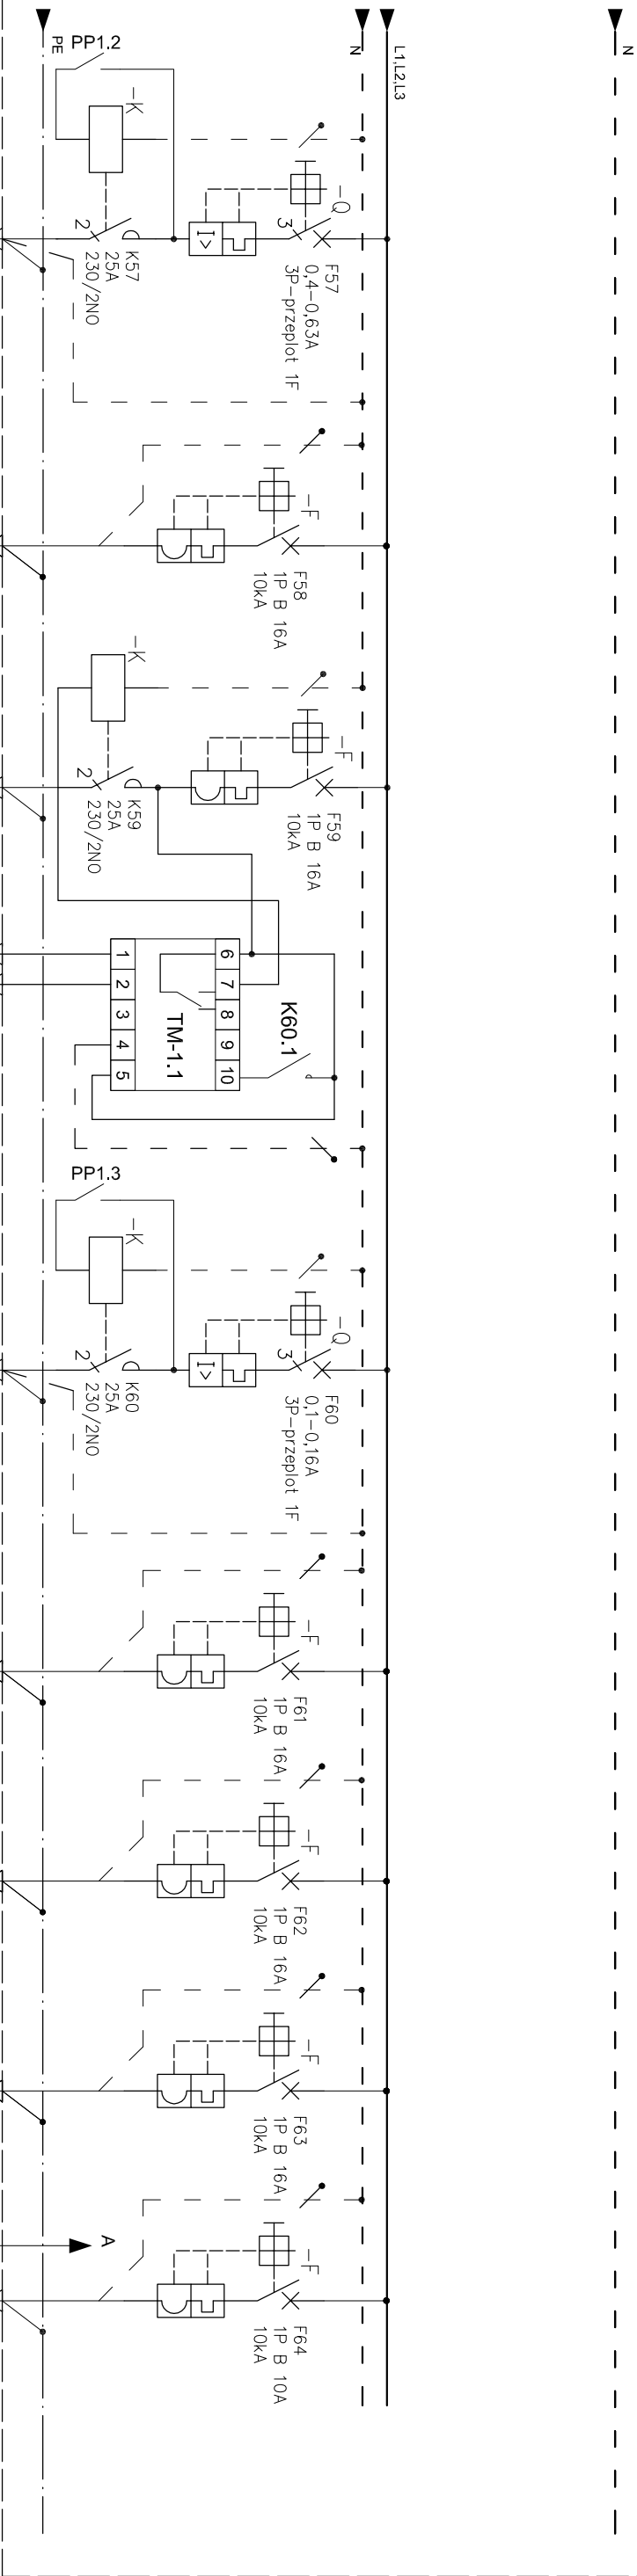 N
L1,L2,L3
N
PE
PP1.2
-K
-Q
3
I>
2
F57
0,4-0,63A
3P-przeplot 1F
K57
25A
230/2NO
-F
F58
1P B 16A
10kA
-K
-F
2
F59
1P B 16A
10kA
K59
25A
230/2NO
6
7
8
9
10
K60.1
TM-1.1
1
2
3
4
5
PP1.3
-K
-Q
3
I>
2
F60
0,1-0,16A
3P-przeplot 1F
K60
25A
230/2NO
-F
F61
1P B 16A
10kA
-F
F62
1P B 16A
10kA
-F
F63
1P B 16A
10kA
A
-F
F64
1P B 10A
10kA